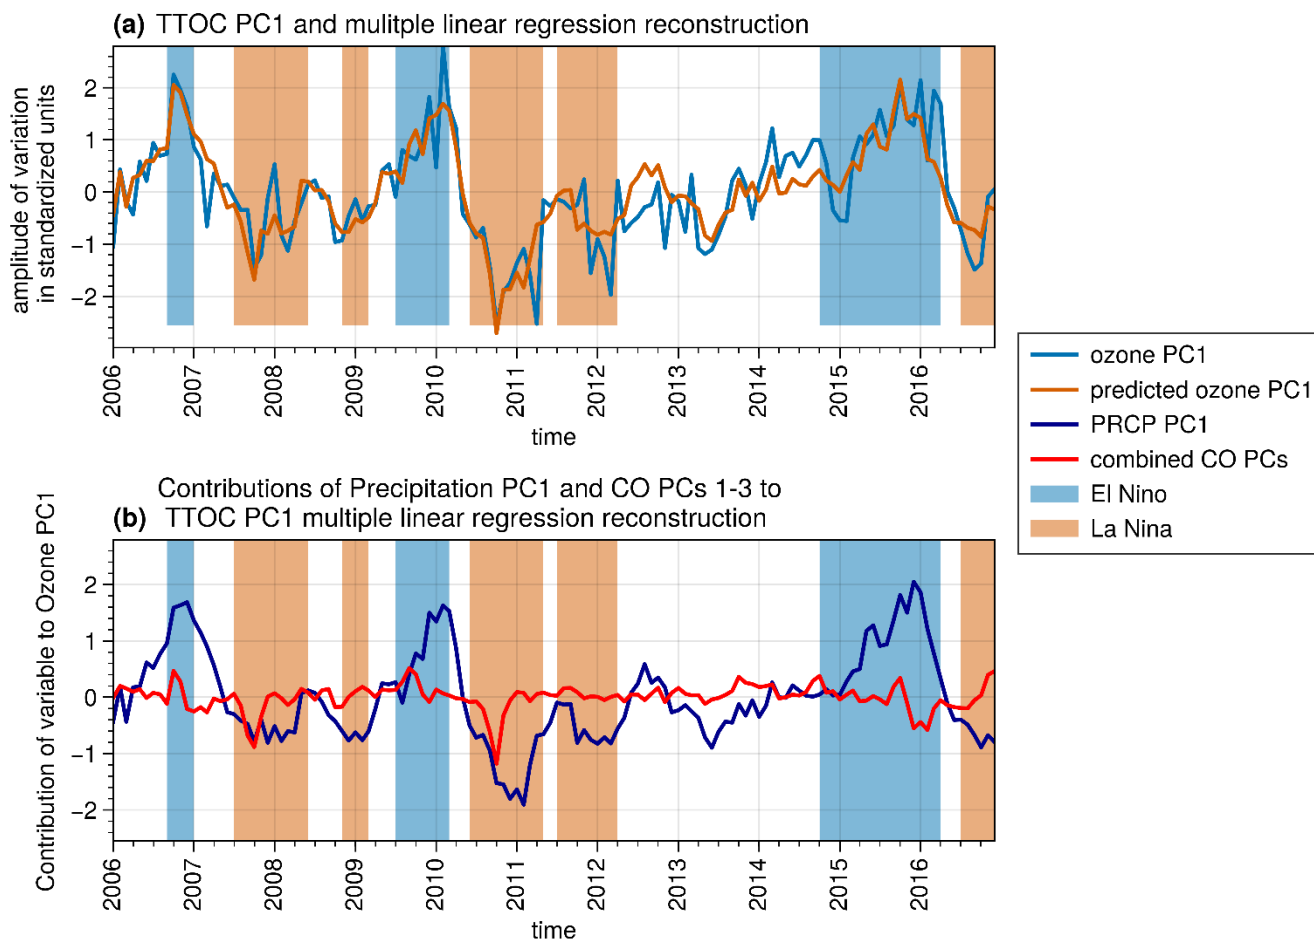 (a) TTOC PC1 and mulitple linear regression reconstruction
amplitude of variation
in standardized units
2
1
0
−1
−2
2006
2007
2008
2009
2010
2011
2012
2013
2014
2015
2016
time
ozone PC1
predicted ozone PC1
PRCP PC1
combined CO PCs
El Nino
La Nina
Contributions of Precipitation PC1 and CO PCs 1-3 to
(b) TTOC PC1 multiple linear regression reconstruction
Contribution of variable to Ozone PC1
2
1
0
−1
−2
2006
2007
2008
2009
2010
2011
2012
2013
2014
2015
2016
time